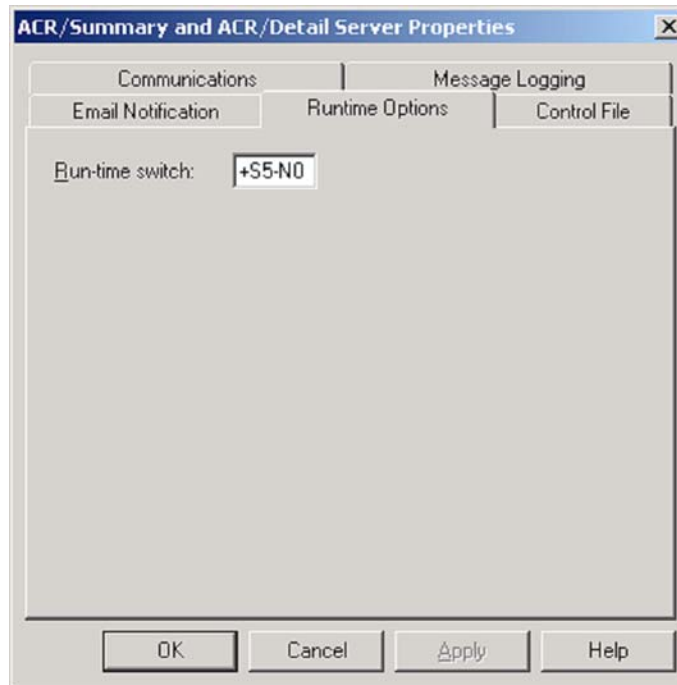 ACR/Summary and ACR/Detail Server Properties
Communications Message Logging
Email Notification Runtime Options Control File
Run-time switch: +S5-N0
OK Cancel Apply Help